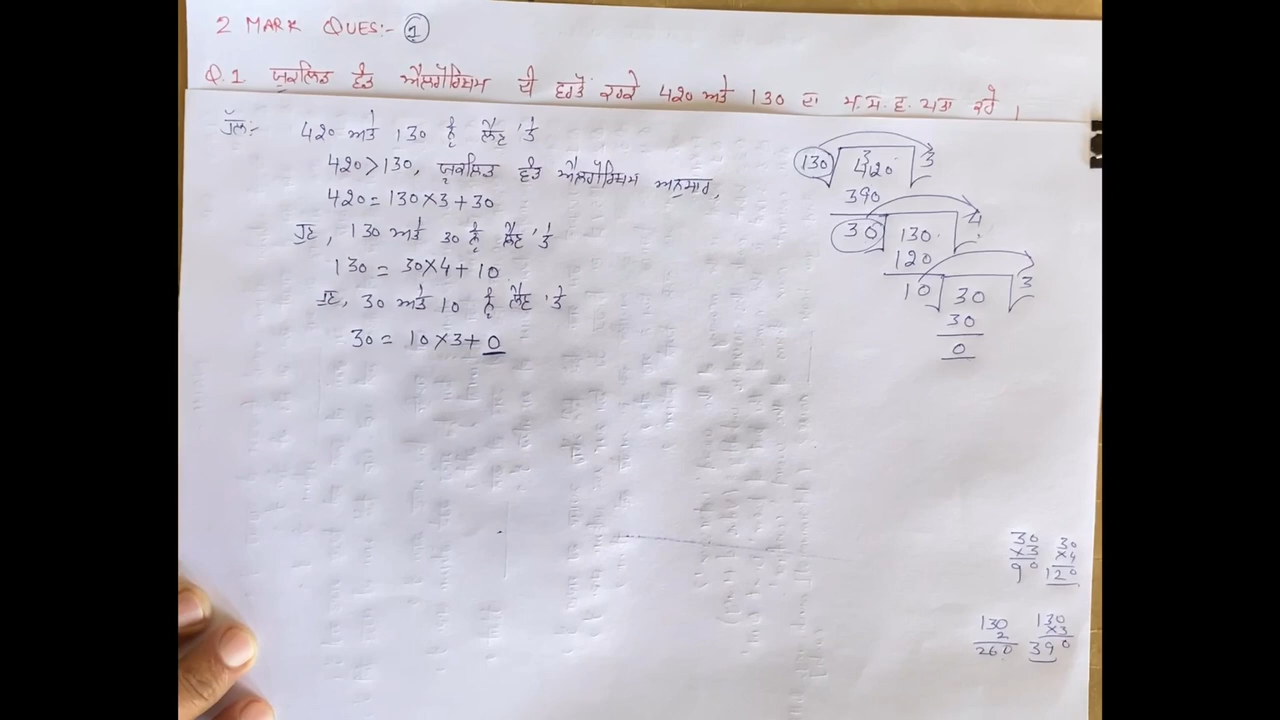 2 MARK QUES:- 1
Q.1 ਯੂਕਲਿਡ ਵੰਡ ਐਲਗੋਰਿਥਮ ਦੀ ਵਰਤੋਂ ਕਰਕੇ 420 ਅਤੇ 130 ਦਾ ਮ.ਸ.ਵ. ਪਤਾ ਕਰੋ।
ਹੱਲ:- 420 ਅਤੇ 130 ਨੂੰ ਲੈਣ 'ਤੇ
420>130, ਯੂਕਲਿਡ ਵੰਡ ਐਲਗੋਰਿਥਮ ਅਨੁਸਾਰ,
420=130×3+30
ਹੁਣ, 130 ਅਤੇ 30 ਨੂੰ ਲੈਣ 'ਤੇ
130 = 30×4+10
ਹੁਣ, 30 ਅਤੇ 10 ਨੂੰ ਲੈਣ 'ਤੇ
30 = 10×3+0
130 420 3
3
390
30 130 4
120
10 30 3
30
0
30 30
×3 ×4
90 120
130 130
2 ×3
260 390